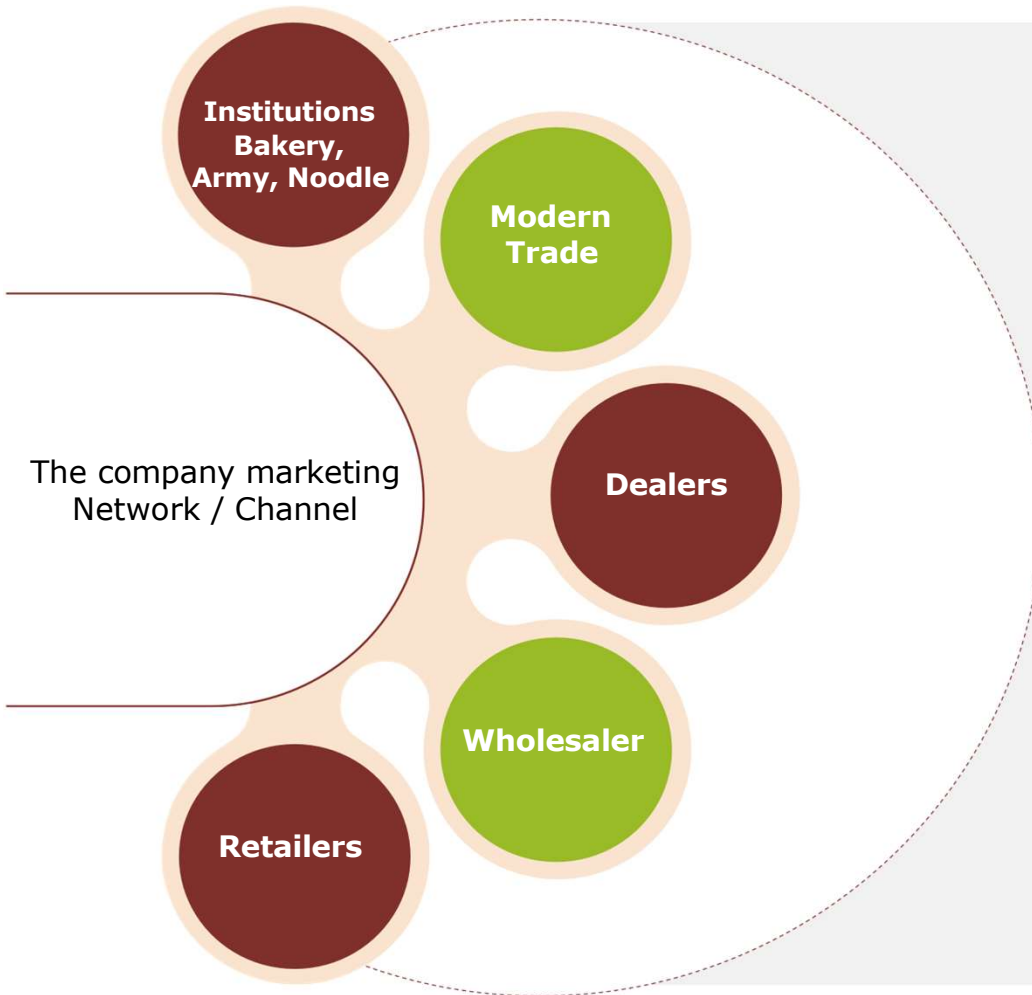 Institutions
Bakery,
Army, Noodle
Modern
Trade
The company marketing
Network / Channel
Dealers
Wholesaler
Retailers